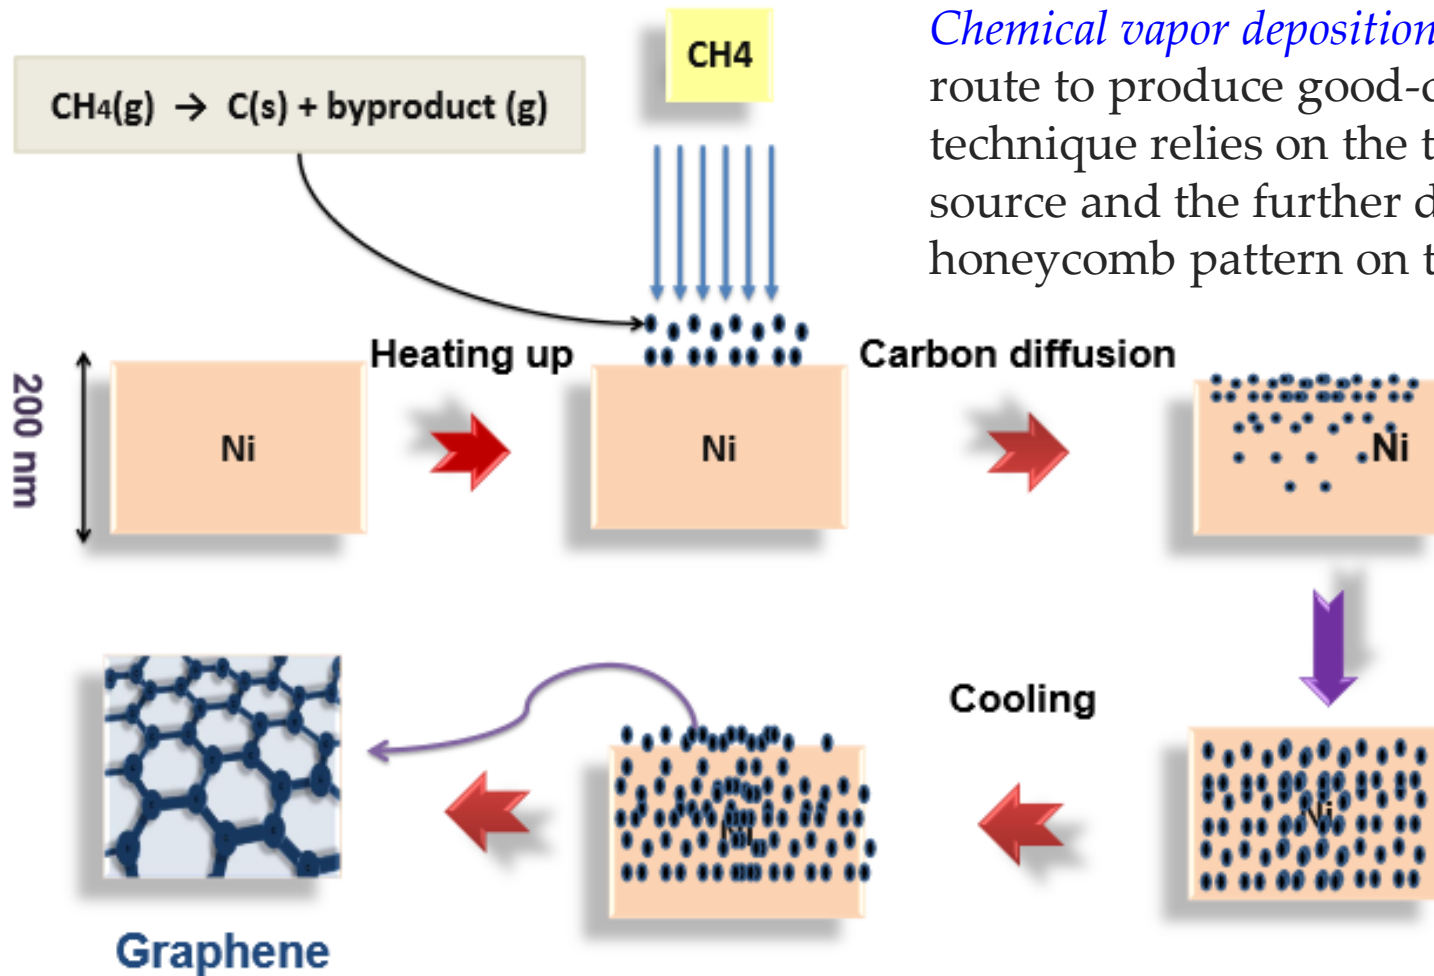 CH4
Chemical vapor deposition
route to produce good-
technique relies on the t
source and the further d
honeycomb pattern on t
CH4(g) → C(s) + byproduct (g)
Heating up
Carbon diffusion
200 nm
Ni
Ni
Ni
Cooling
Ni
Graphene